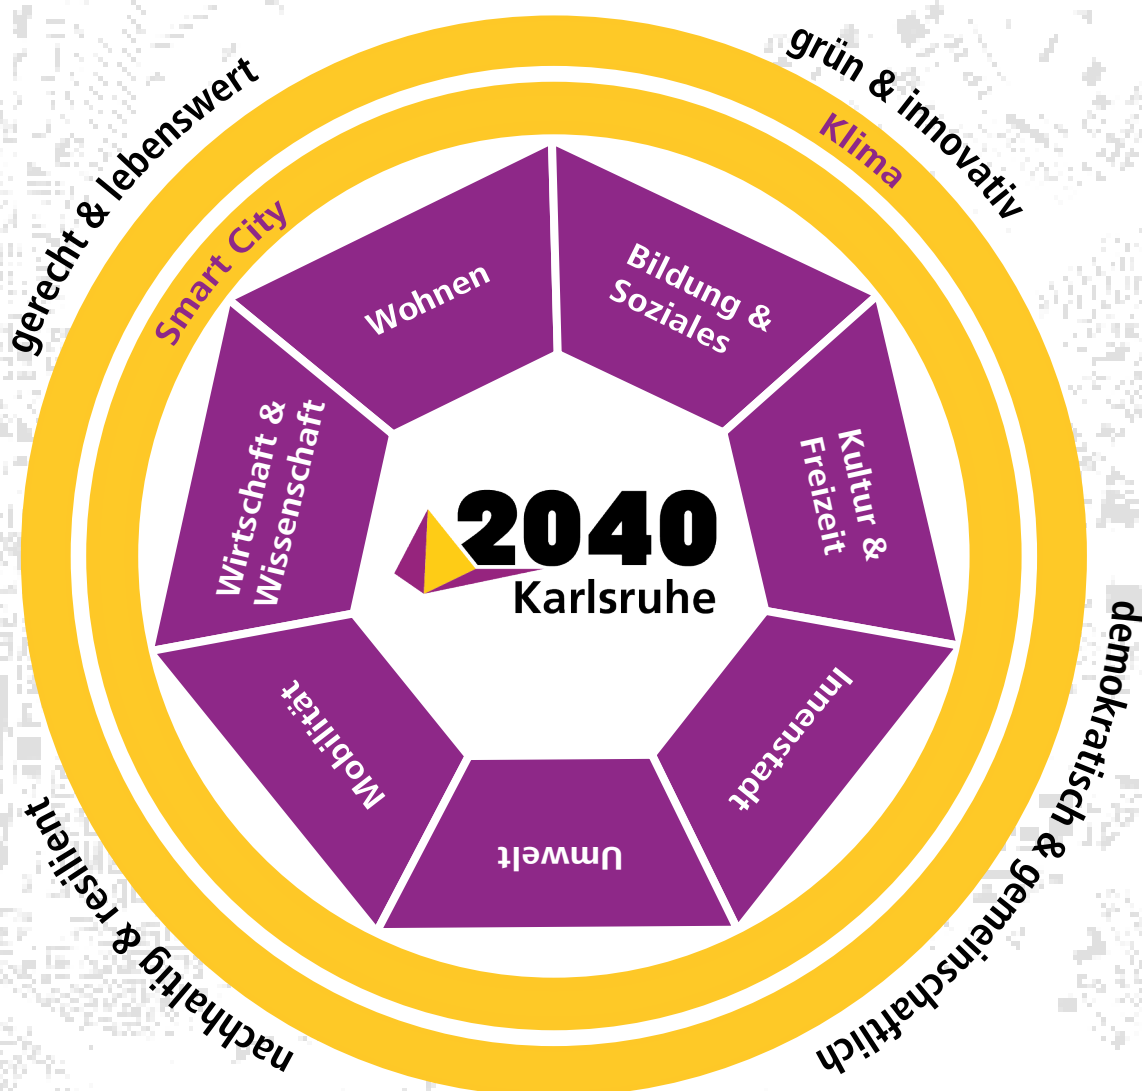 gerecht & lebenswert
grün & innovativ
Klima
Smart City
Wohnen
Bildung &
Soziales
Wirtschaft &
Wissenschaft
Kultur &
Freizeit
2040
Karlsruhe
Mobilität
Innenstadt
Umwelt
demokratisch & gemeinschaftlich
nachhaltig & resilient